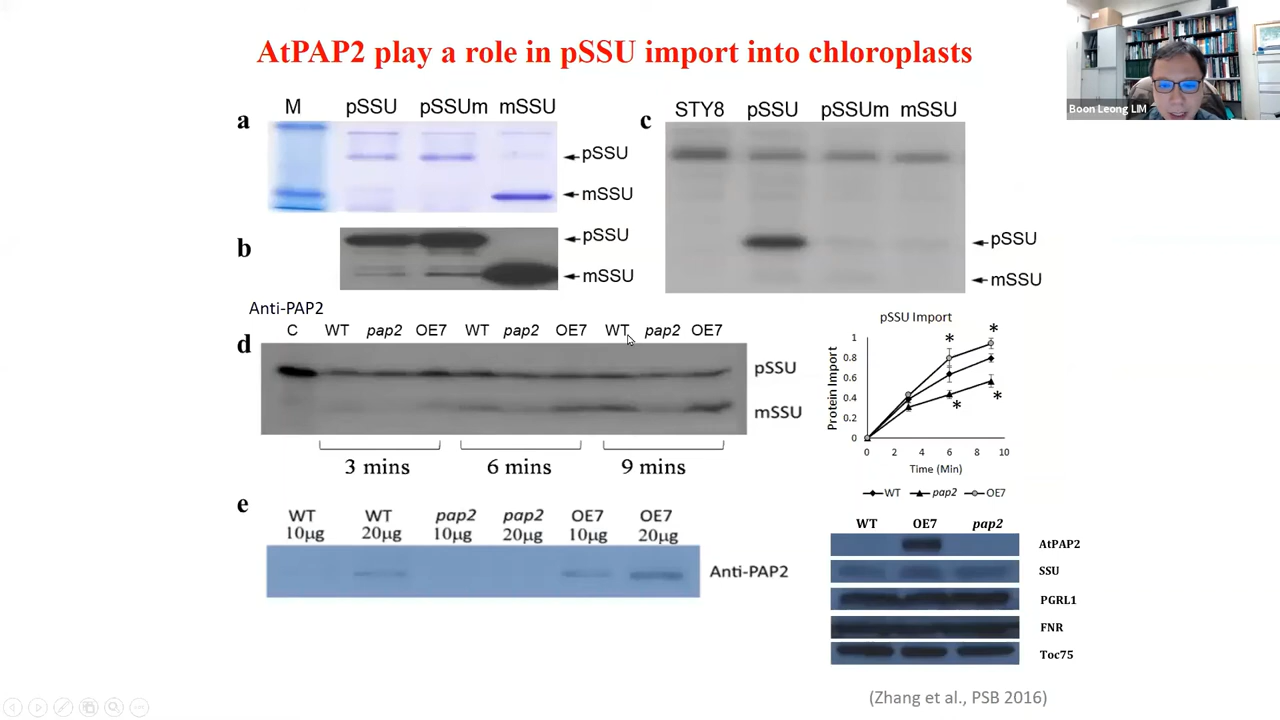 AtPAP2 play a role in pSSU import into chloroplasts
Boon Leong LIM
a
M pSSU pSSUm mSSU
pSSU
mSSU
b
pSSU
mSSU
c
STY8 pSSU pSSUm mSSU
pSSU
mSSU
Anti-PAP2
d
C WT pap2 OE7 WT pap2 OE7 WT pap2 OE7
pSSU
mSSU
3 mins 6 mins 9 mins
pSSU Import
Protein Import
1
0.8
0.6
0.4
0.2
0
* *
* *
0 2 4 6 8 10
Time (Min)
WT pap2 OE7
e
WT WT pap2 pap2 OE7 OE7
10µg 20µg 10µg 20µg 10µg 20µg
Anti-PAP2
WT OE7 pap2
AtPAP2
SSU
PGRL1
FNR
Toc75
(Zhang et al., PSB 2016)